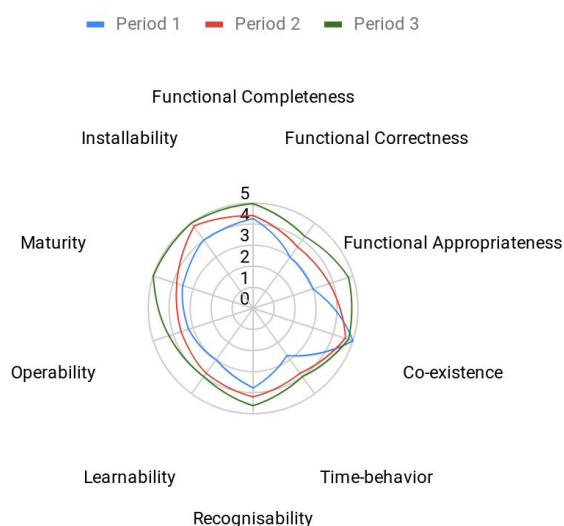 Period 1 Period 2 Period 3
Functional Completeness
Installability Functional Correctness
5
4
3
2
1
0
Maturity Functional Appropriateness
Operability Co-existence
Learnability Time-behavior
Recognisability